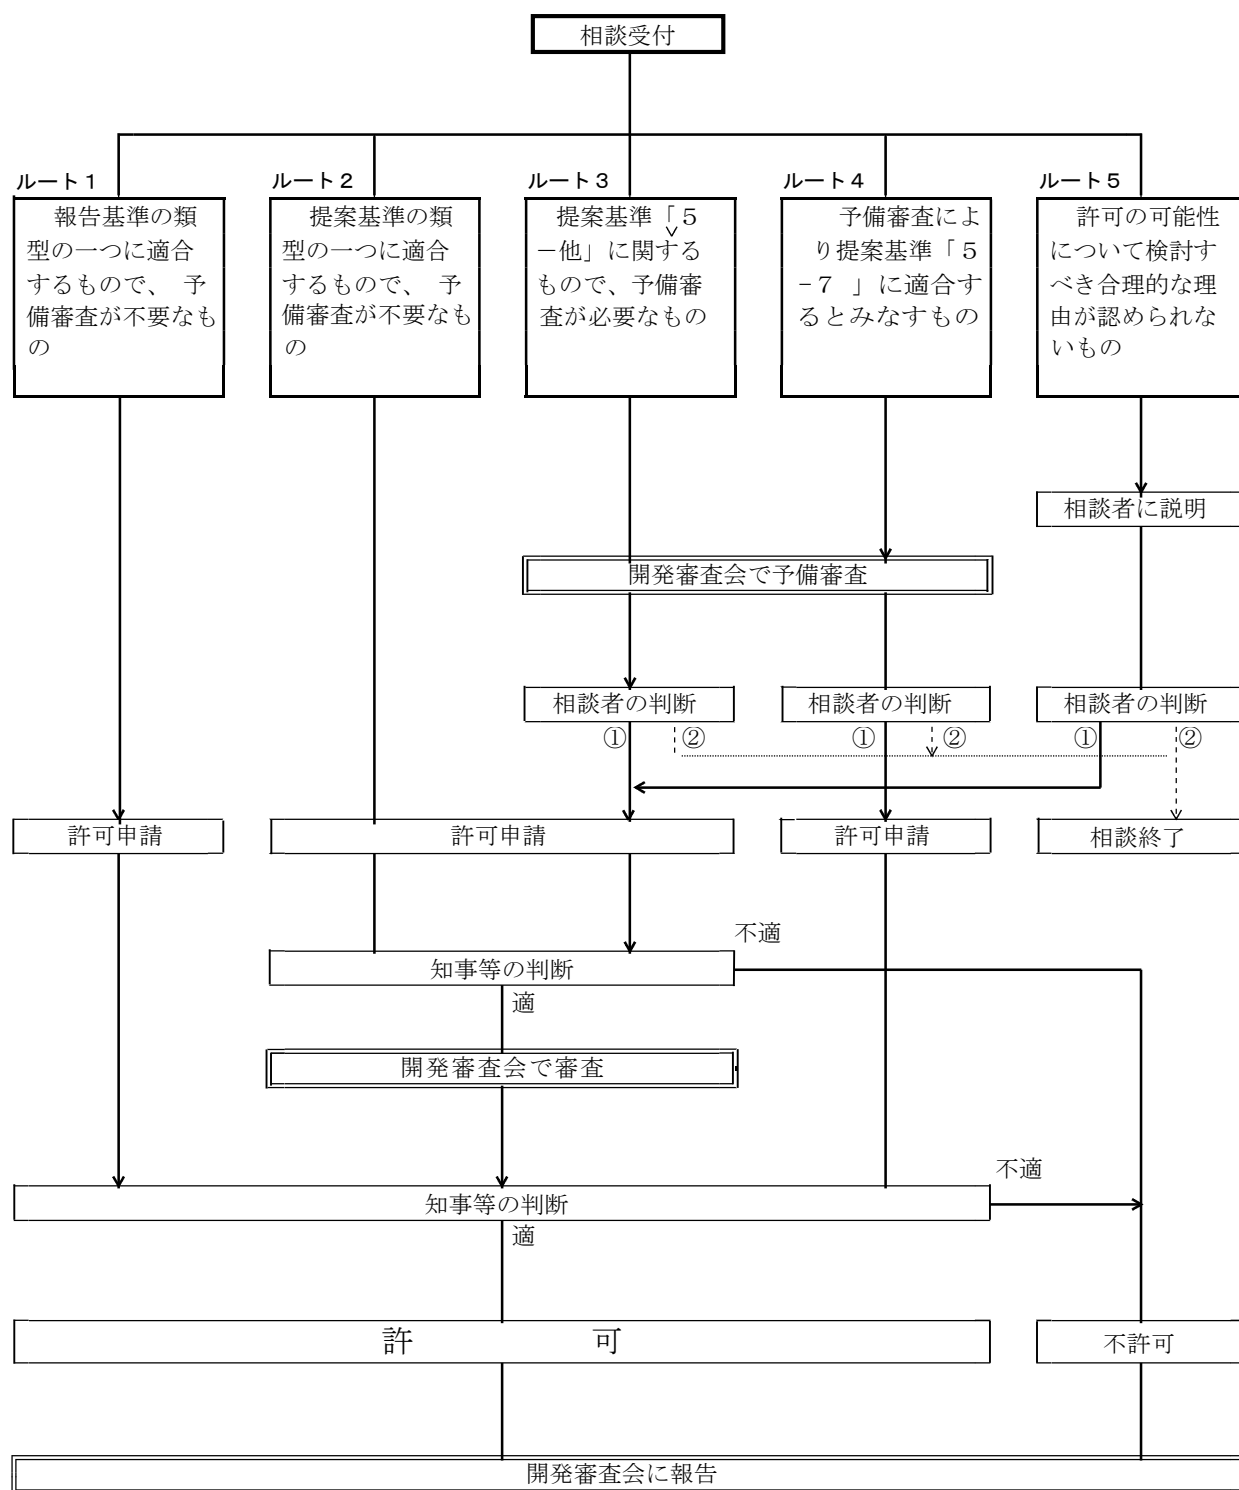 相談受付
ルート1
報告基準の類
型の一つに適合
するもので、 予
備審査が不要なも
の
ルート2
提案基準の類
型の一つに適合
するもので、 予
備審査が不要なも
の
ルート3
提案基準「5
－他」に関する
もので、予備審
査が必要なもの
ルート4
予備審査によ
り提案基準「5
-7 」に適合す
るとみなすもの
ルート5
許可の可能性
について検討す
べき合理的な理
由が認められな
いもの
相談者に説明
開発審査会で予備審査
相談者の判断
相談者の判断
相談者の判断
① ②
① ②
① ②
許可申請
許可申請
許可申請
相談終了
不適
知事等の判断
適
開発審査会で審査
不適
知事等の判断
適
許 可
不許可
開発審査会に報告